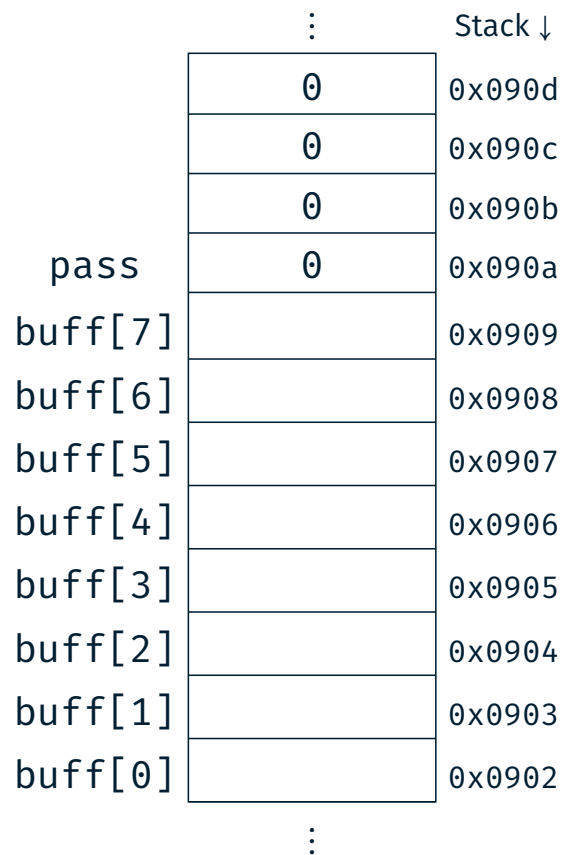 ⋮ Stack ↓
0 0x090d
0 0x090c
0 0x090b
pass 0 0x090a
buff[7] 0x0909
buff[6] 0x0908
buff[5] 0x0907
buff[4] 0x0906
buff[3] 0x0905
buff[2] 0x0904
buff[1] 0x0903
buff[0] 0x0902
⋮